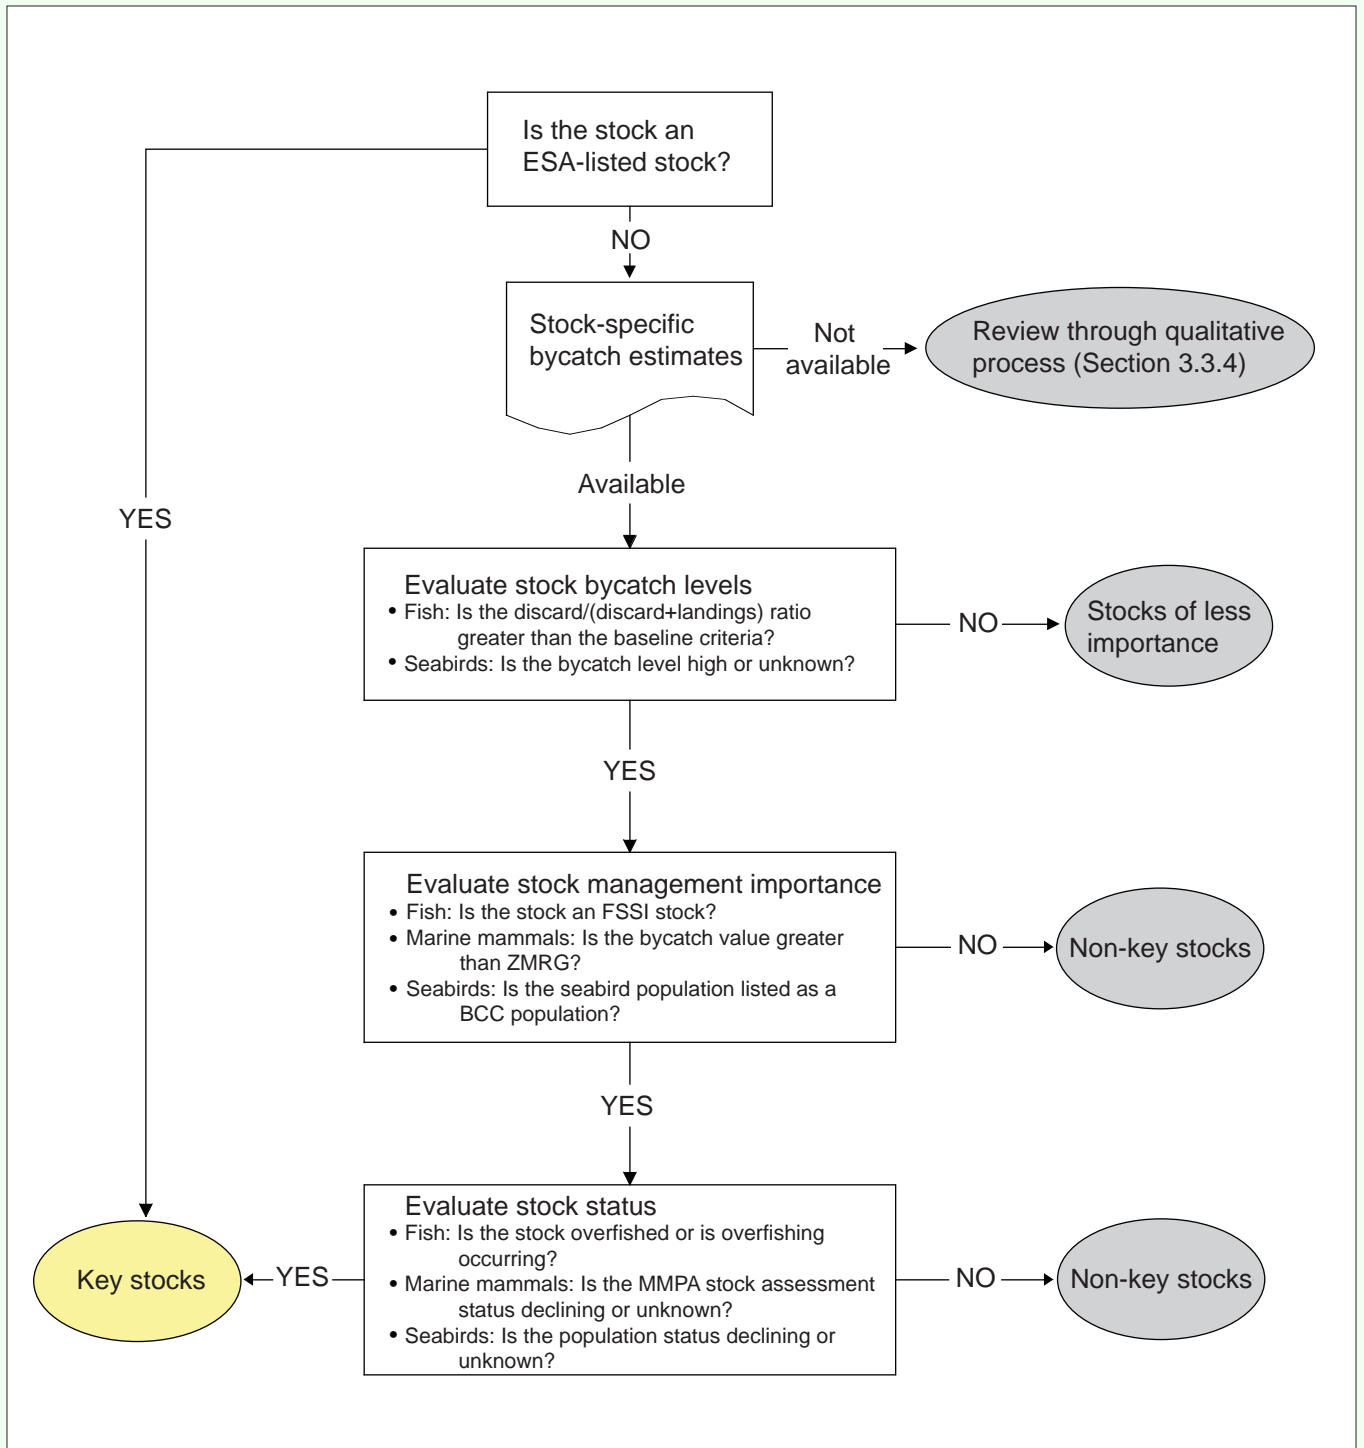 Is the stock an
ESA-listed stock?
NO
Stock-specific
bycatch estimates
Not
available
Review through qualitative
process (Section 3.3.4)
Available
YES
Evaluate stock bycatch levels
• Fish: Is the discard/(discard+landings) ratio
greater than the baseline criteria?
• Seabirds: Is the bycatch level high or unknown?
NO
Stocks of less
importance
YES
Evaluate stock management importance
• Fish: Is the stock an FSSI stock?
• Marine mammals: Is the bycatch value greater
than ZMRG?
• Seabirds: Is the seabird population listed as a
BCC population?
NO
Non-key stocks
YES
Evaluate stock status
• Fish: Is the stock overfished or is overfishing
occurring?
• Marine mammals: Is the MMPA stock assessment
status declining or unknown?
• Seabirds: Is the population status declining or
unknown?
YES
Key stocks
NO
Non-key stocks